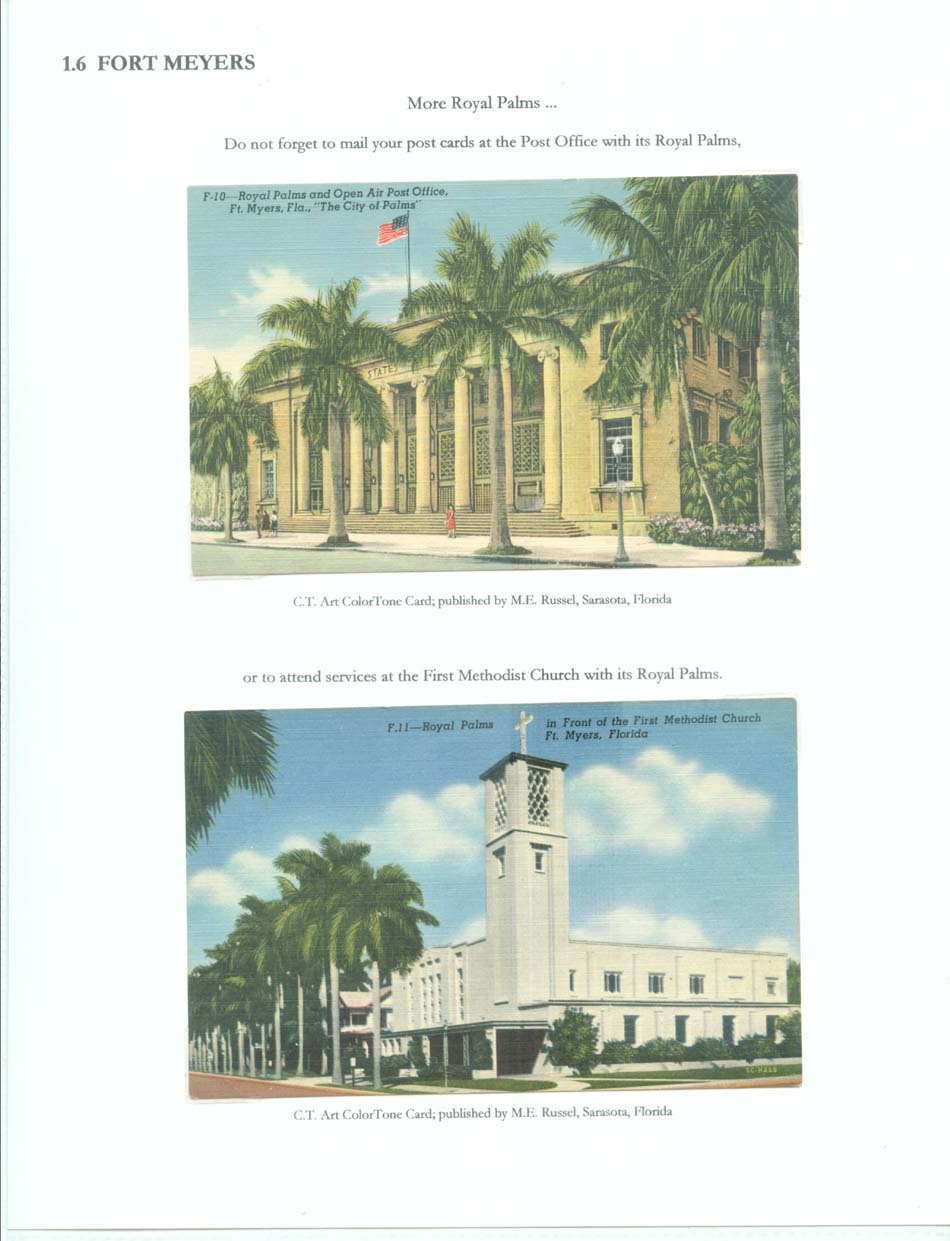 1.6 FORT MEYERS
More Royal Palms ...
Do not forget to mail your post cards at the Post Office with its Royal Palms,
F-10—Royal Palms and Open Air Post Office,
Ft. Myers, Fla., "The City of Palms"
STATES
C.T. Art ColorTone Card; published by M.E. Russel, Sarasota, Florida
or to attend services at the First Methodist Church with its Royal Palms.
F.11—Royal Palms in Front of the First Methodist Church
Ft. Myers, Florida
C.T. Art ColorTone Card; published by M.E. Russel, Sarasota, Florida